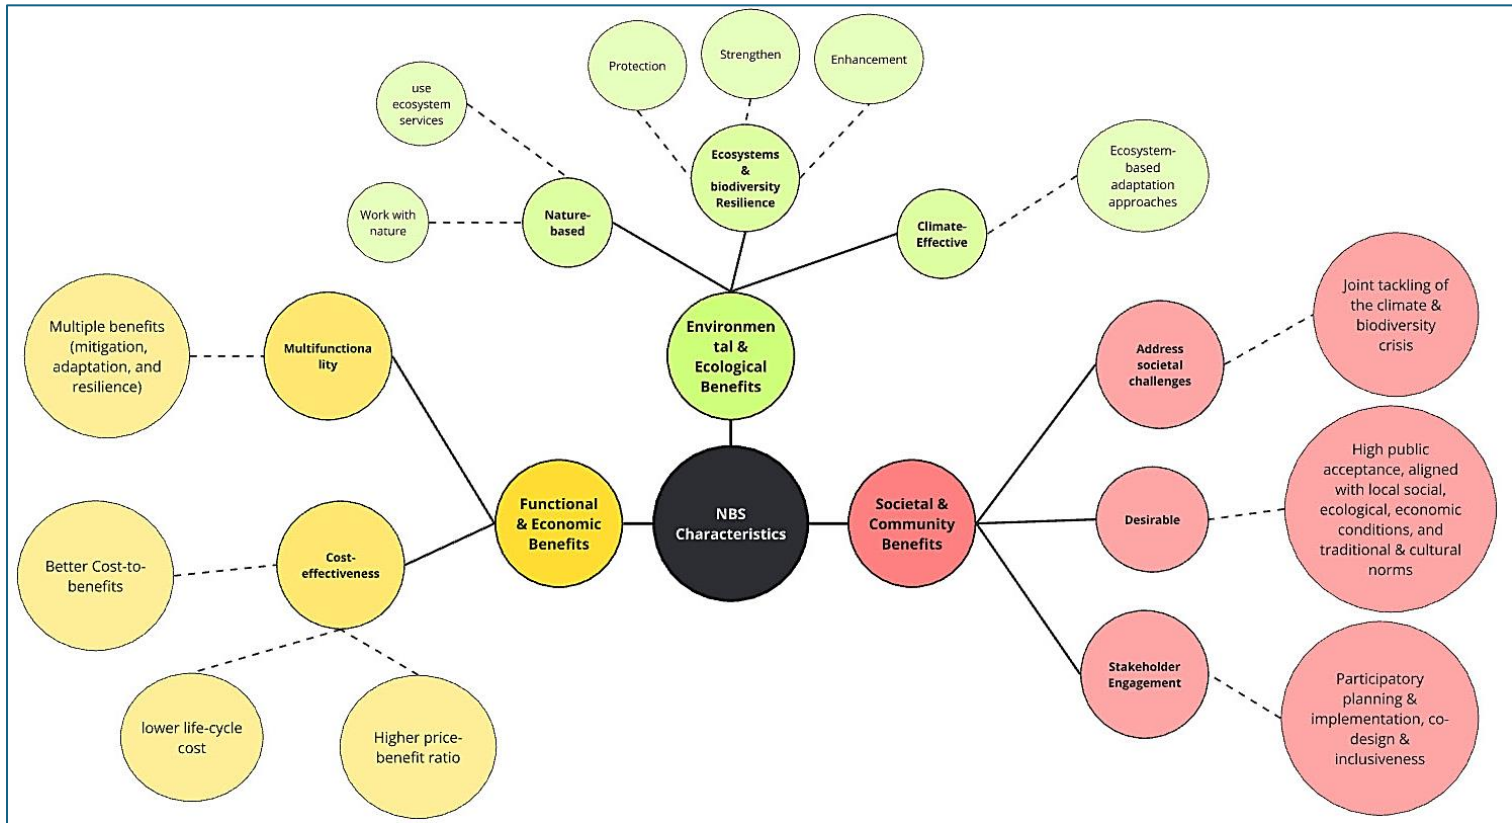 Protection
Strengthen
Enhancement
use
ecosystem
services
Ecosystems
&
biodiversity
Resilience
Ecosystem-
based
adaptation
approaches
Work with
nature
Nature-
based
Climate-
Effective
Multiple benefits
(mitigation,
adaptation, and
resilience)
Multifunctiona
lity
Environmen
tal &
Ecological
Benefits
Address
societal
challenges
Joint tackling of
the climate &
biodiversity
crisis
Functional
& Economic
Benefits
NBS
Characteristics
Societal &
Community
Benefits
Desirable
High public
acceptance, aligned
with local social,
ecological, economic
conditions, and
traditional & cultural
norms
Better Cost-to-
benefits
Cost-
effectiveness
lower life-cycle
cost
Higher price-
benefit ratio
Stakeholder
Engagement
Participatory
planning &
implementation, co-
design &
inclusiveness